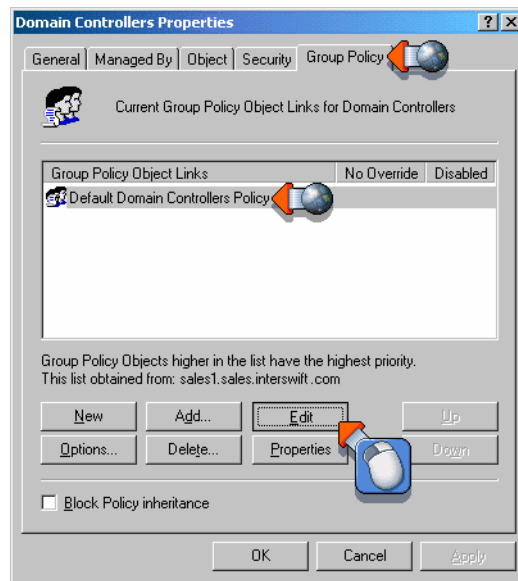 Domain Controllers Properties
General Managed By Object Security Group Policy
Current Group Policy Object Links for Domain Controllers
Group Policy Object Links No Override Disabled
Default Domain Controllers Policy
Group Policy Objects higher in the list have the highest priority.
This list obtained from: sales1.sales.interswift.com
New Add... Edit Up
Options... Delete... Properties Down
Block Policy inheritance
OK Cancel Apply